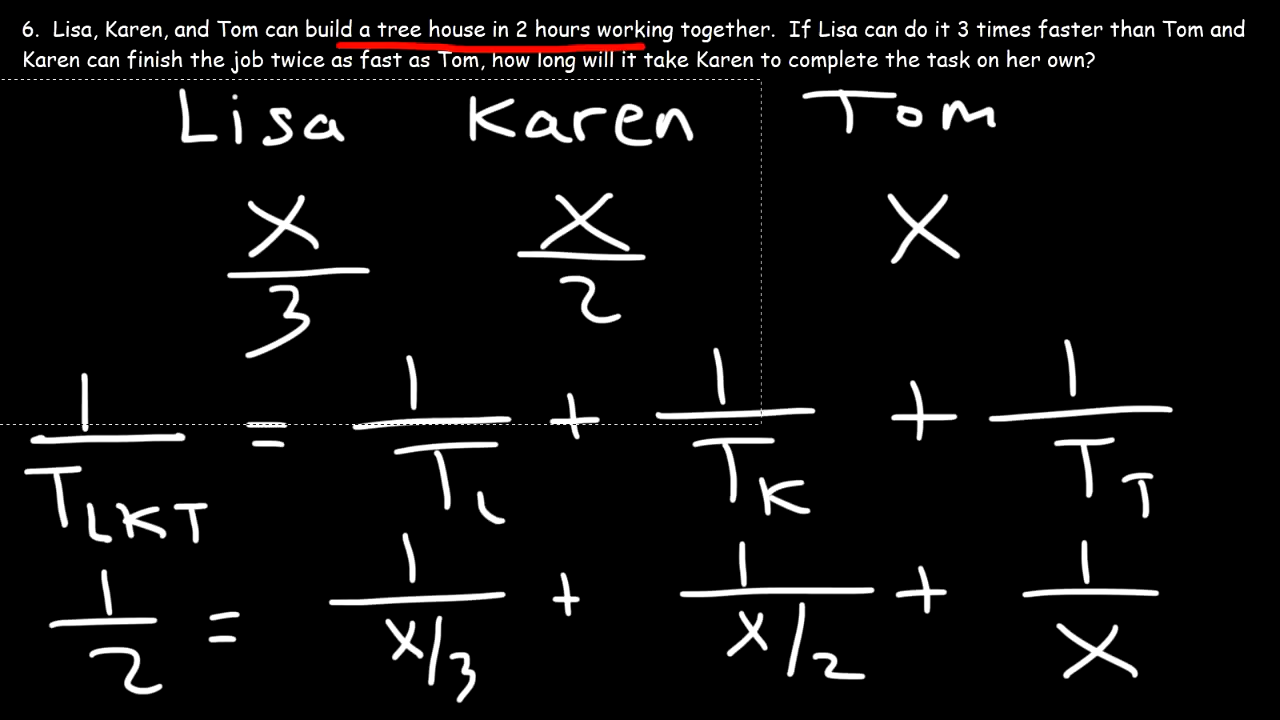 6. Lisa, Karen, and Tom can build a tree house in 2 hours working together. If Lisa can do it 3 times faster than Tom and
Karen can finish the job twice as fast as Tom, how long will it take Karen to complete the task on her own?
Lisa Karen Tom
x/3 x/2 x
1/T_LKT = 1/T_L + 1/T_K + 1/T_T
1/2 = 1/(x/3) + 1/(x/2) + 1/x